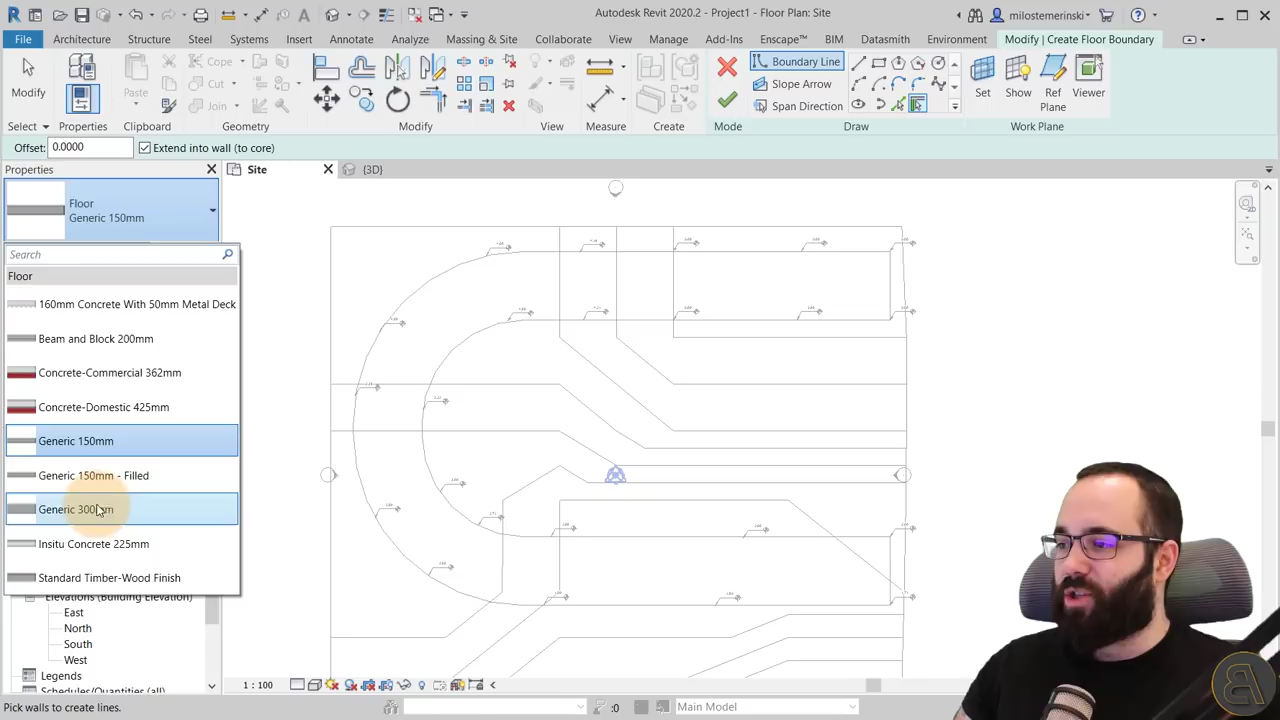 Autodesk Revit 2020.2 - Project1 - Floor Plan: Site
milostemerinski
File
Architecture
Structure
Steel
Systems
Insert
Annotate
Analyze
Massing & Site
Collaborate
View
Manage
Add-Ins
Enscape™
BIM
Datasmith
Environment
Modify | Create Floor Boundary
Modify
Paste
Cope
Cut
Join
Boundary Line
Slope Arrow
Span Direction
Set
Show
Ref
Plane
Viewer
Select
Properties
Clipboard
Geometry
Modify
View
Measure
Create
Mode
Draw
Work Plane
Offset:
0.0000
Extend into wall (to core)
Properties
Site
{3D}
Floor
Generic 150mm
Search
Floor
160mm Concrete With 50mm Metal Deck
Beam and Block 200mm
Concrete-Commercial 362mm
Concrete-Domestic 425mm
Generic 150mm
Generic 150mm - Filled
Generic 300mm
Insitu Concrete 225mm
Standard Timber-Wood Finish
Elevations (Building Elevation)
East
North
South
West
Legends
Schedules/Quantities (all)
1 : 100
Pick walls to create lines.
:0
Main Model